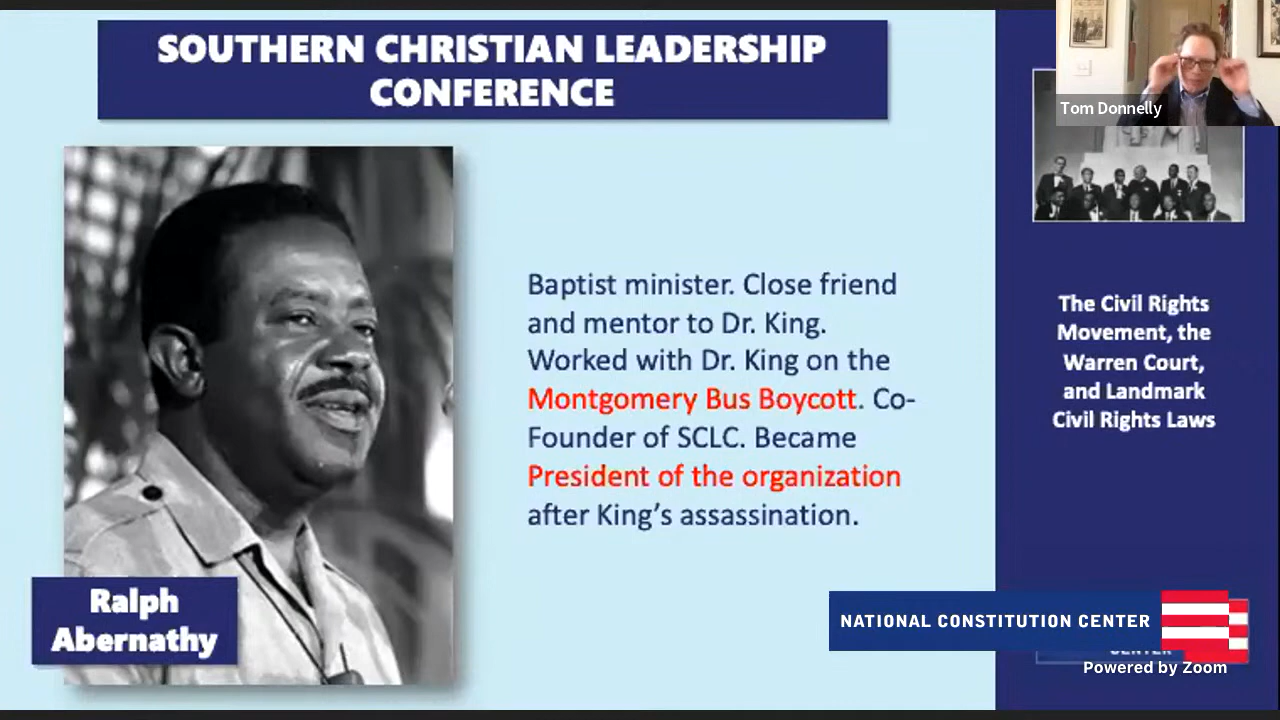 SOUTHERN CHRISTIAN LEADERSHIP
CONFERENCE
Tom Donnelly
Baptist minister. Close friend
and mentor to Dr. King.
Worked with Dr. King on the
Montgomery Bus Boycott. Co-
Founder of SCLC. Became
President of the organization
after King’s assassination.
Ralph
Abernathy
The Civil Rights
Movement, the
Warren Court,
and Landmark
Civil Rights Laws
NATIONAL CONSTITUTION CENTER
Powered by Zoom